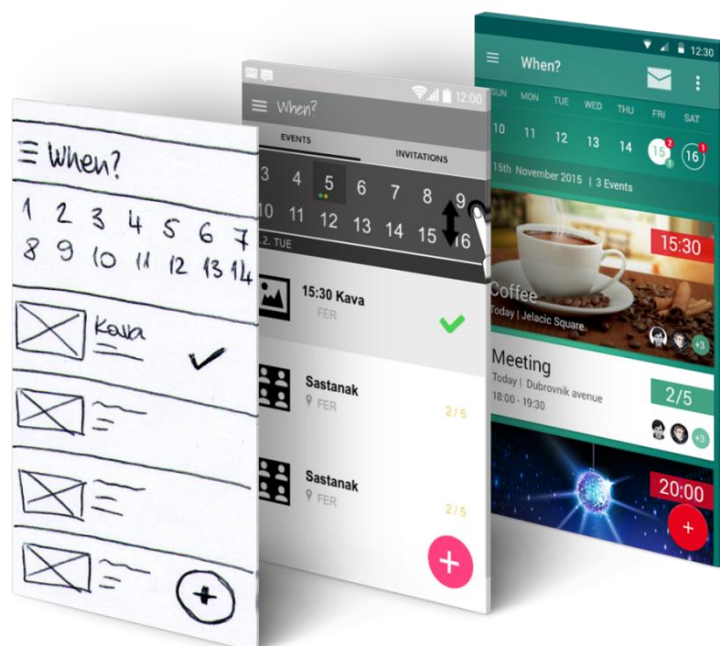 When?
1 2 3 4 5 6 7
8 9 10 11 12 13 14
Kava
12:00
When?
EVENTS INVITATIONS
3 4 5 6 7 8 9
10 11 12 13 14 15 16
.2. TUE
15:30 Kava
FER
Sastanak
FER
2/5
Sastanak
FER
2/5
+
12:30
When?
SUN MON TUE WED THU FRI SAT
10 11 12 13 14 15 16
2 1
15th November 2015 | 3 Events
15:30
Coffee
Today | Jelacic Square
+3
Meeting
Today | Dubrovnik avenue
18:00 - 19:30
2/5
+3
20:00
+